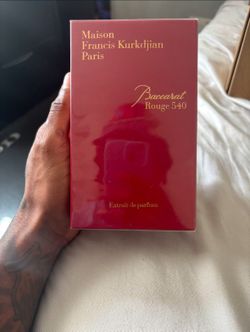 Maison
Francis Kurkdjian
Paris
Baccarat
Rouge 540
Extrait de parfum